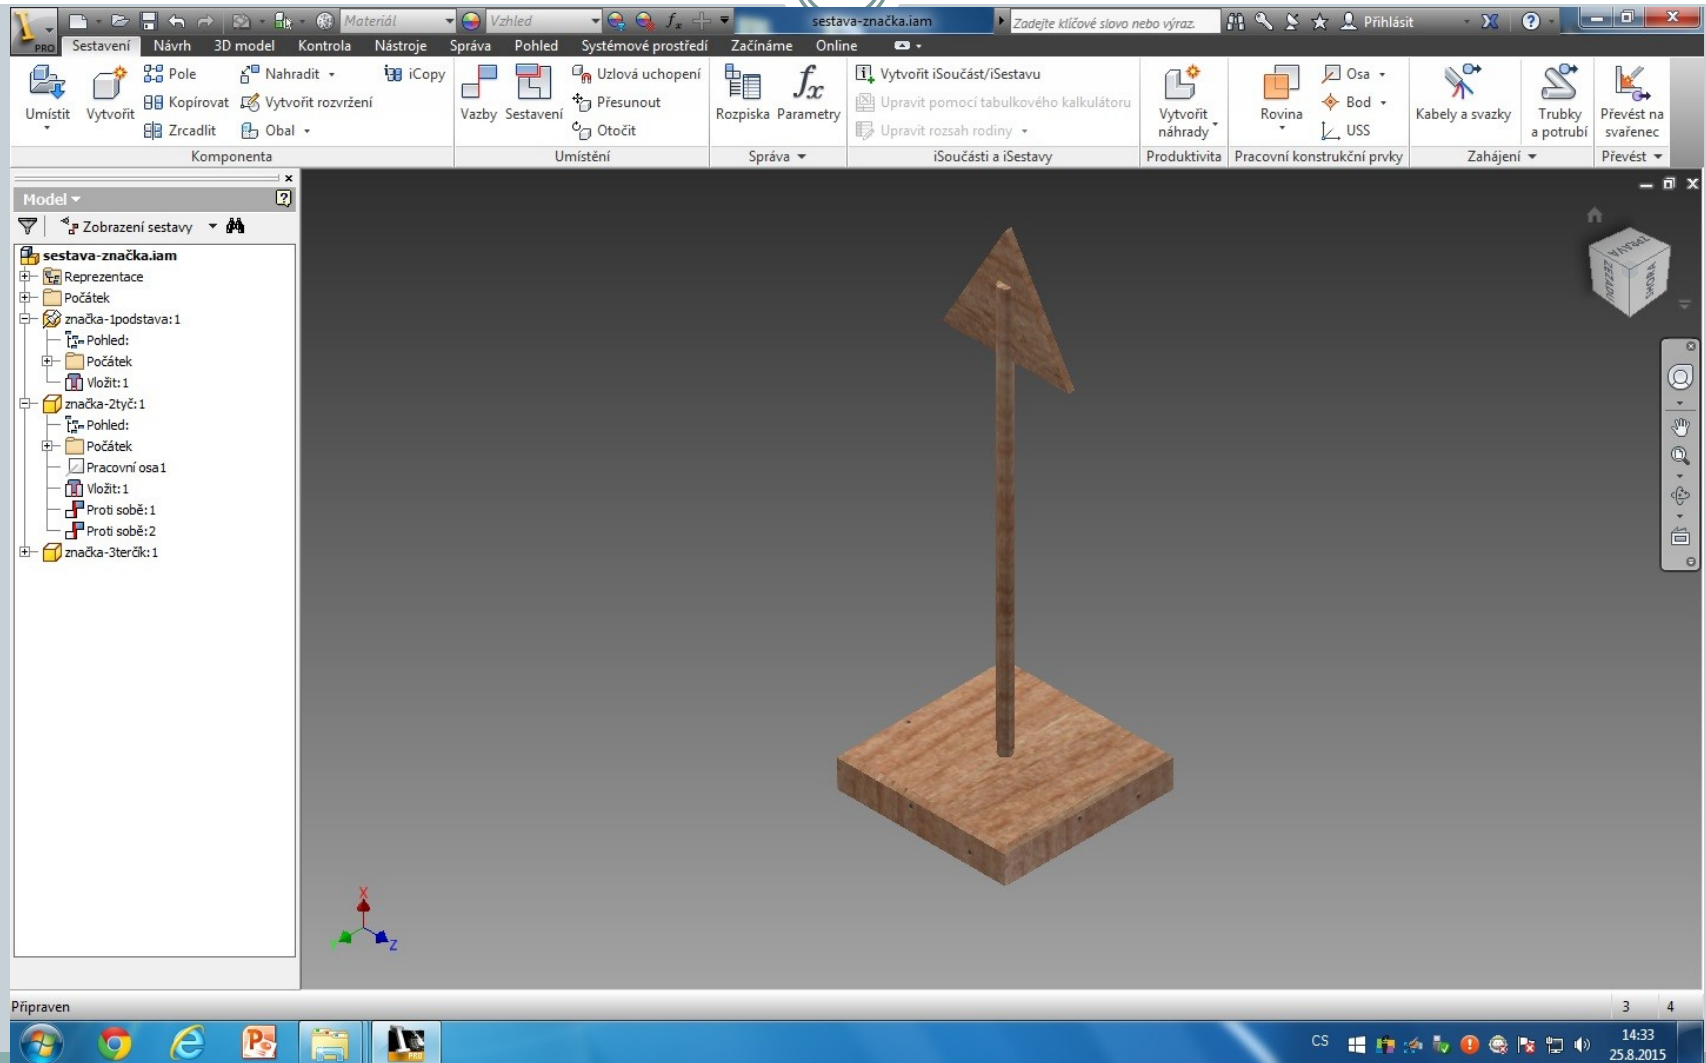 Materiál Vzhled fx sestava-značka.iam Zadejte klíčové slovo nebo výraz. Přihlásit
PRO Sestavení Návrh 3D model Kontrola Nástroje Správa Pohled Systémové prostředí Začínáme Online
Umístit
Vytvořit
Pole
Kopírovat
Zrcadlit
Nahradit
Vytvořit rozvržení
Obal
iCopy
Komponenta
Vazby
Sestavení
Uzlová uchopení
Přesunout
Otočit
Umístění
Rozpiska
fx
Parametry
Správa
Vytvořit iSoučást/iSestavu
Upravit pomocí tabulkového kalkulátoru
Upravit rozsah rodiny
iSoučásti a iSestavy
Vytvořit
náhrady
Produktivita
Rovina
Osa
Bod
USS
Pracovní konstrukční prvky
Kabely a svazky
Trubky
a potrubí
Zahájení
Převést na
svařenec
Převést
Model
Zobrazení sestavy
sestava-značka.iam
Reprezentace
Počátek
značka-1podstava:1
Pohled:
Počátek
Vložit:1
značka-2tyč:1
Pohled:
Počátek
Pracovní osa1
Vložit:1
Proti sobě:1
Proti sobě:2
značka-3terčík:1
ZPRAVA
ZEZADU
SHORA
X
Z
Připraven
3 4
PRO
CS
14:33
25.8.2015